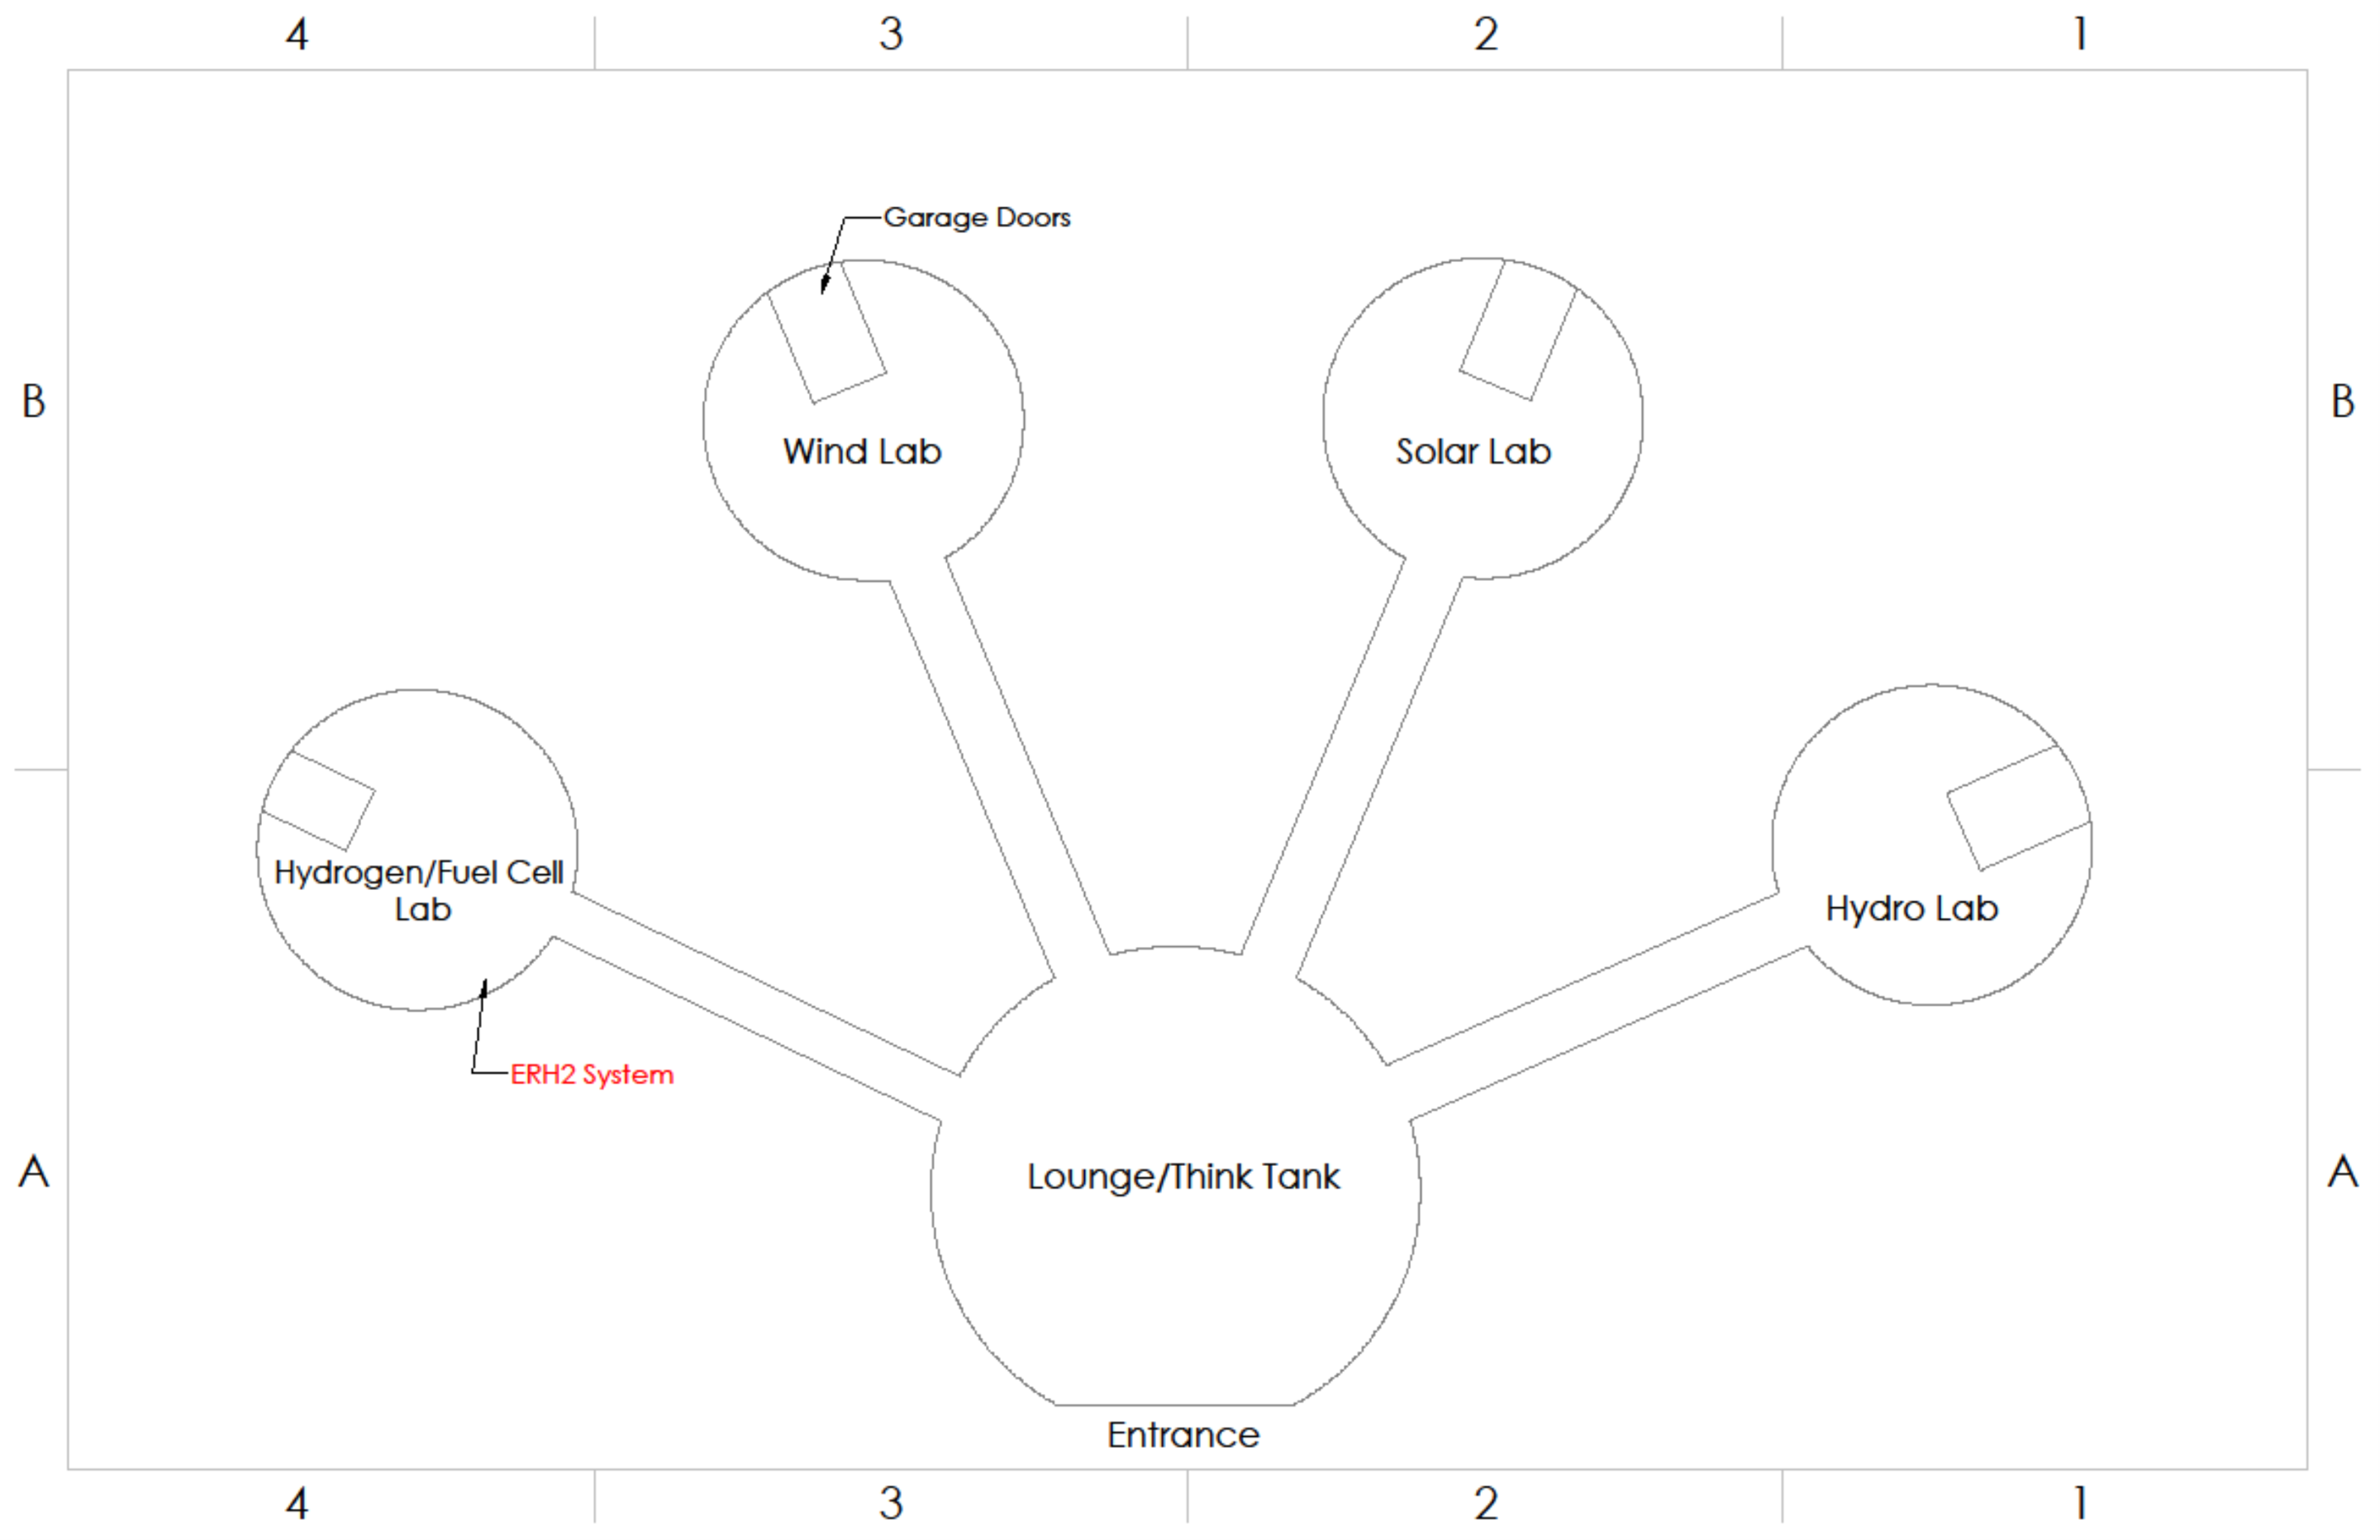 4 3 2 1
Garage Doors
B B
Wind Lab Solar Lab
Hydrogen/Fuel Cell
Lab
Hydro Lab
ERH2 System
A A
Lounge/Think Tank
Entrance
4 3 2 1